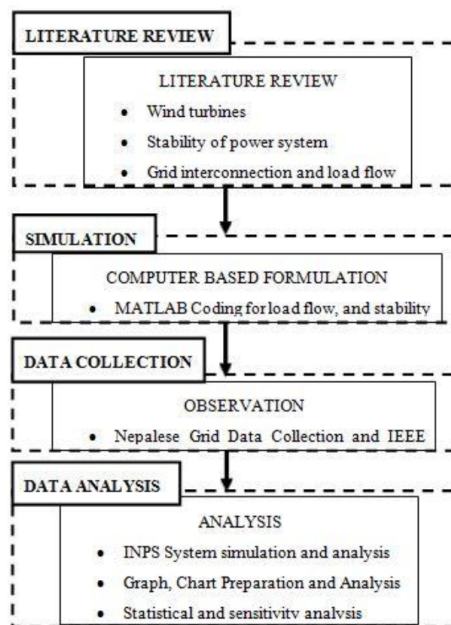 LITERATURE REVIEW
LITERATURE REVIEW
• Wind turbines
• Stability of power system
• Grid interconnection and load flow
SIMULATION
COMPUTER BASED FORMULATION
• MATLAB Coding for load flow, and stability
DATA COLLECTION
OBSERVATION
• Nepalese Grid Data Collection and IEEE
DATA ANALYSIS
ANALYSIS
• INPS System simulation and analysis
• Graph, Chart Preparation and Analysis
• Statistical and sensitivity analysis